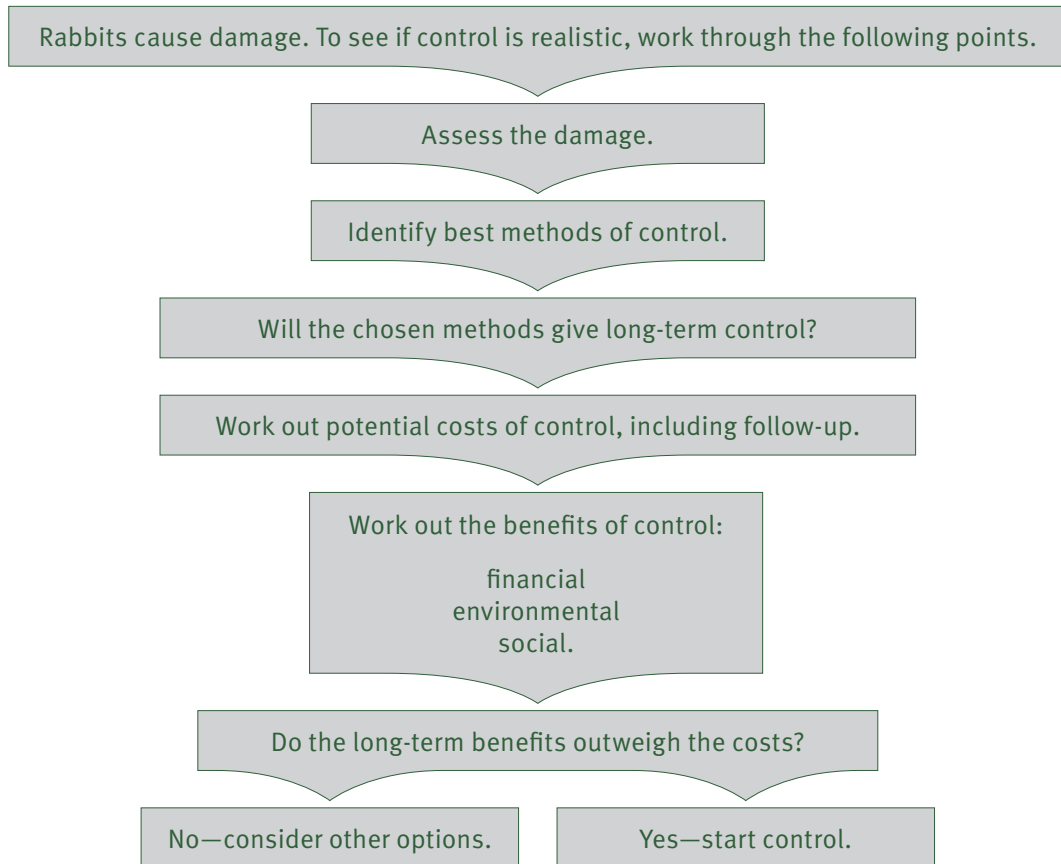 Rabbits cause damage. To see if control is realistic, work through the following points.
Assess the damage.
Identify best methods of control.
Will the chosen methods give long-term control?
Work out potential costs of control, including follow-up.
Work out the benefits of control:
financial
environmental
social.
Do the long-term benefits outweigh the costs?
No—consider other options.
Yes—start control.